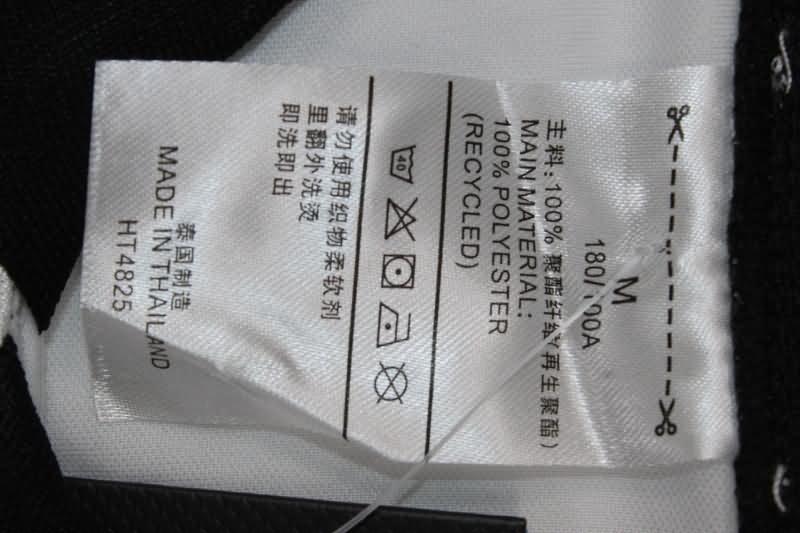 M
180/100A
主料:100% 聚酯纤维(再生聚酯)
MAIN MATERIAL:
100% POLYESTER
(RECYCLED)
40
请勿使用织物柔软剂
里翻外洗烫
即洗即出
泰国制造
MADE IN THAILAND
HT4825